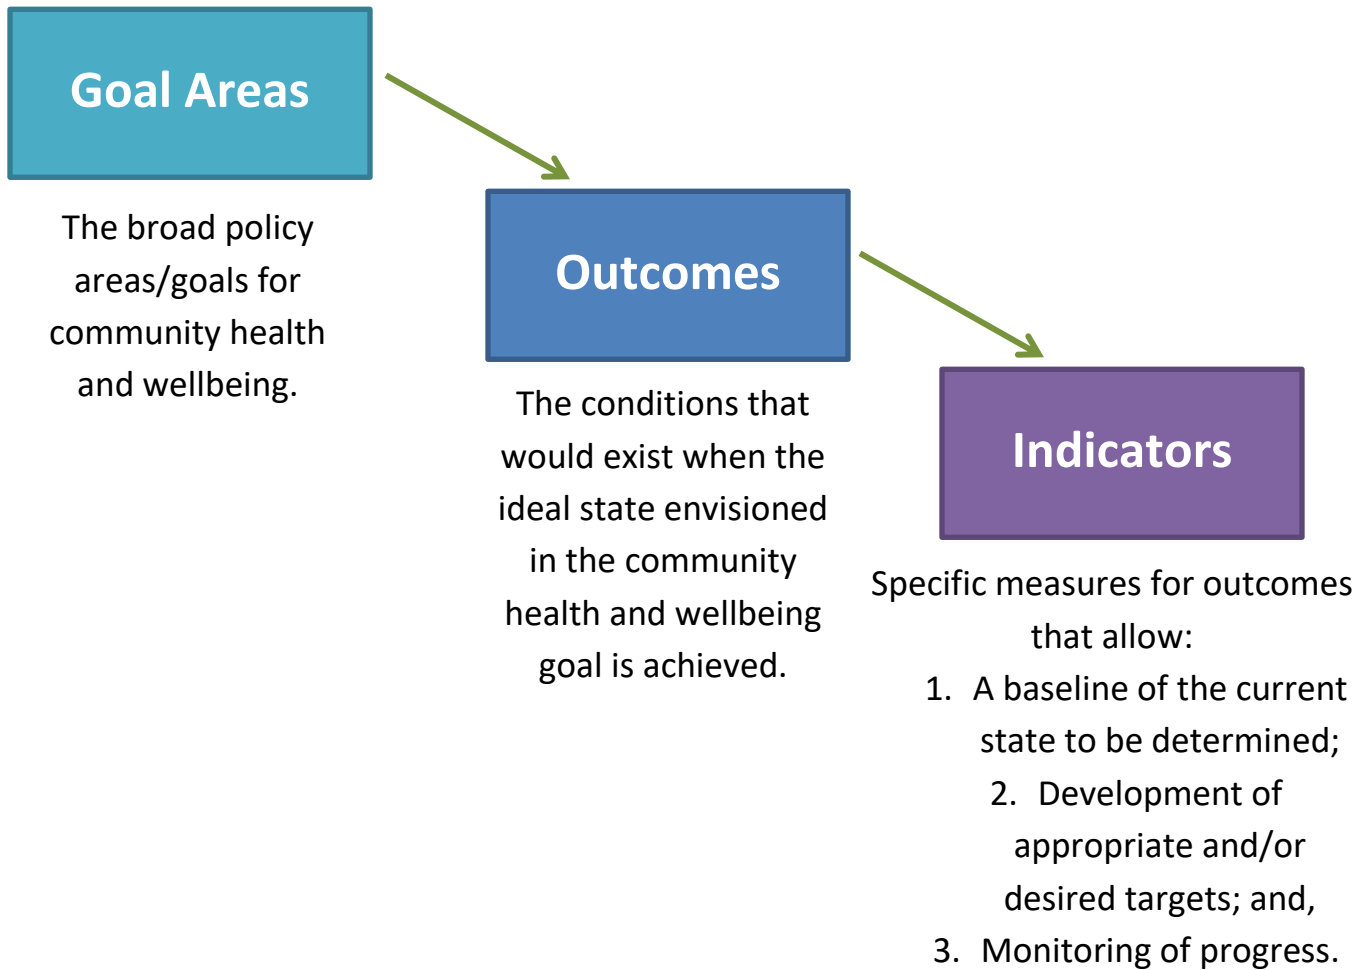 Goal Areas
The broad policy
areas/goals for
community health
and wellbeing.
Outcomes
The conditions that
would exist when the
ideal state envisioned
in the community
health and wellbeing
goal is achieved.
Indicators
Specific measures for outcomes
that allow:
1. A baseline of the current
state to be determined;
2. Development of
appropriate and/or
desired targets; and,
3. Monitoring of progress.